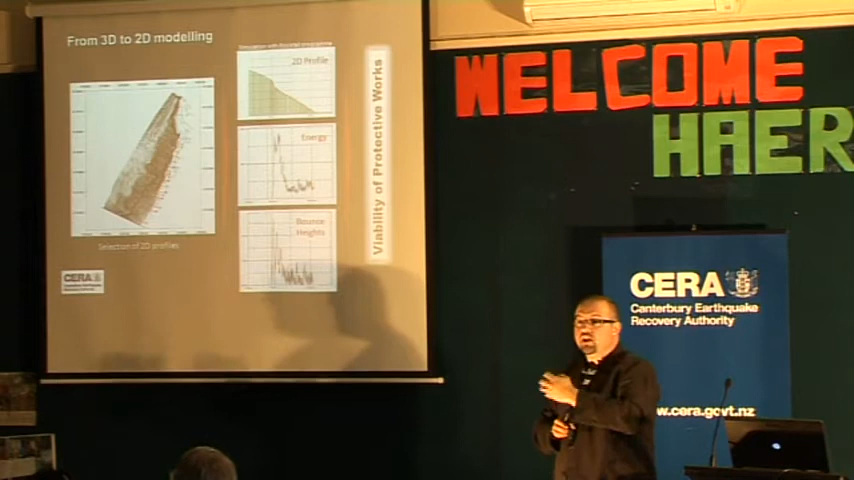 From 3D to 2D modelling
2D Profile
Energy
Bounce
Heights
Viability of Protective Works
Selection of 2D profiles
CERA
WELCOME
HAER
CERA
Canterbury Earthquake
Recovery Authority
w.cera.govt.nz